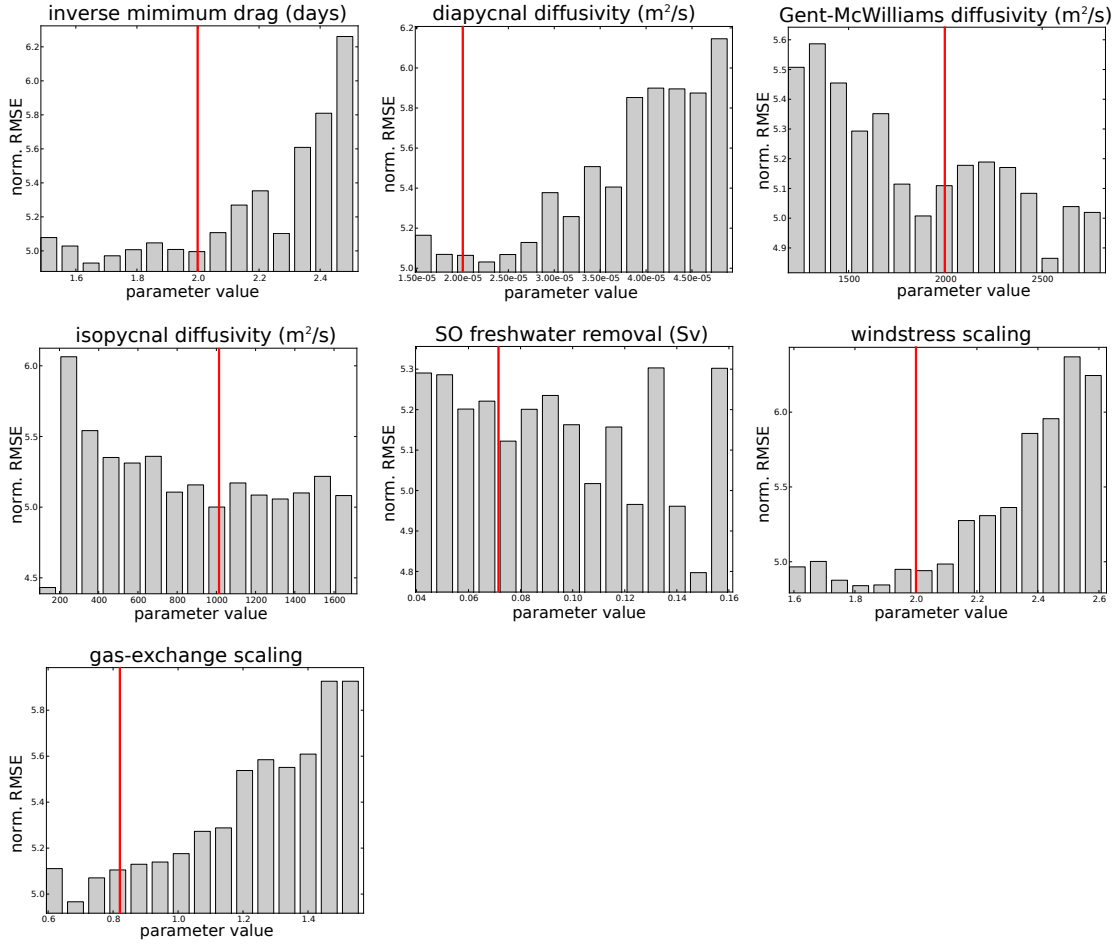 inverse mimimum drag (days)
norm. RMSE
6.2
6.0
5.8
5.6
5.4
5.2
5.0
1.6
1.8
2.0
2.2
2.4
parameter value
diapycnal diffusivity (m²/s)
norm. RMSE
6.2
6.0
5.8
5.6
5.4
5.2
5.0
1.50e-05
2.00e-05
2.50e-05
3.00e-05
3.50e-05
4.00e-05
4.50e-05
parameter value
Gent-McWilliams diffusivity (m²/s)
norm. RMSE
5.6
5.5
5.4
5.3
5.2
5.1
5.0
4.9
1500
2000
2500
parameter value
isopycnal diffusivity (m²/s)
norm. RMSE
6.0
5.5
5.0
4.5
200
400
600
800
1000
1200
1400
1600
parameter value
SO freshwater removal (Sv)
norm. RMSE
5.3
5.2
5.1
5.0
4.9
4.8
0.04
0.06
0.08
0.10
0.12
0.14
0.16
parameter value
windstress scaling
norm. RMSE
6.0
5.5
5.0
1.6
1.8
2.0
2.2
2.4
2.6
parameter value
gas-exchange scaling
norm. RMSE
5.8
5.6
5.4
5.2
5.0
0.6
0.8
1.0
1.2
1.4
parameter value